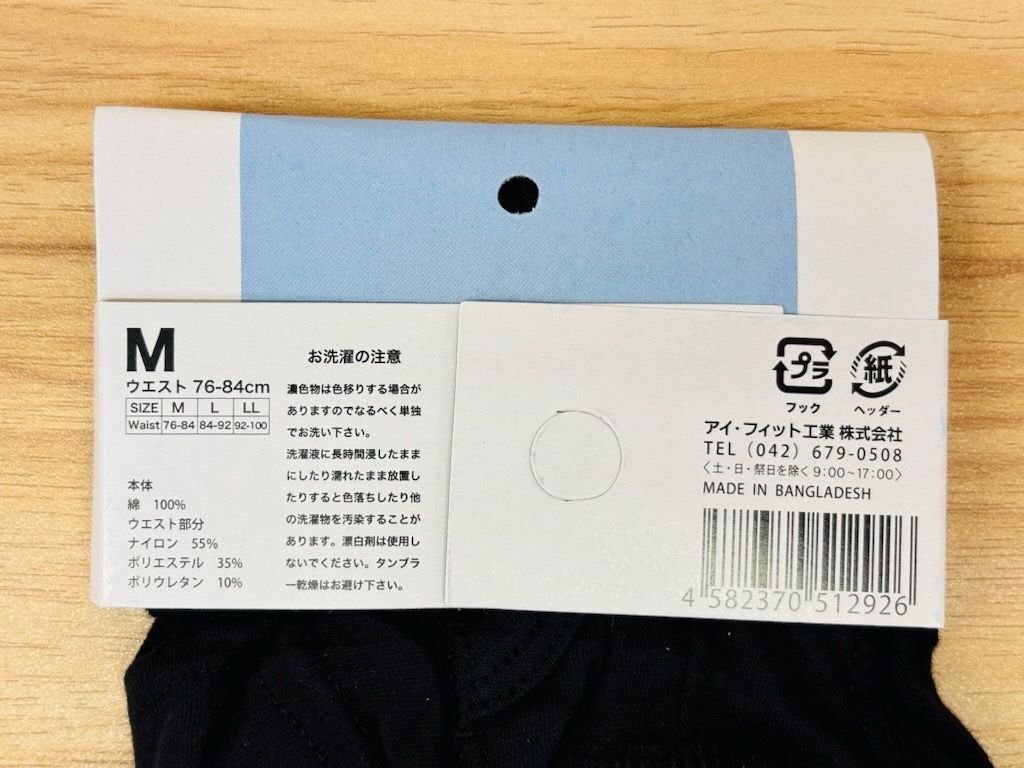 M
ウエスト 76-84cm
SIZE M L LL
Waist 76-84 84-92 92-100
本体
綿 100%
ウエスト部分
ナイロン 55%
ポリエステル 35%
ポリウレタン 10%
お洗濯の注意
濃色物は色移りする場合が
ありますのでなるべく単独
でお洗い下さい。
洗濯液に長時間浸したまま
にしたり濡れたまま放置し
たりすると色落ちしたり他
の洗濯物を汚染することが
あります。漂白剤は使用し
ないでください。タンブラ
ー乾燥はお避け下さい。
プラ
フック
紙
ヘッダー
アイ・フィット工業 株式会社
TEL（042）679-0508
〈土・日・祭日を除く 9:00〜17:00〉
MADE IN BANGLADESH
4 582370 512926